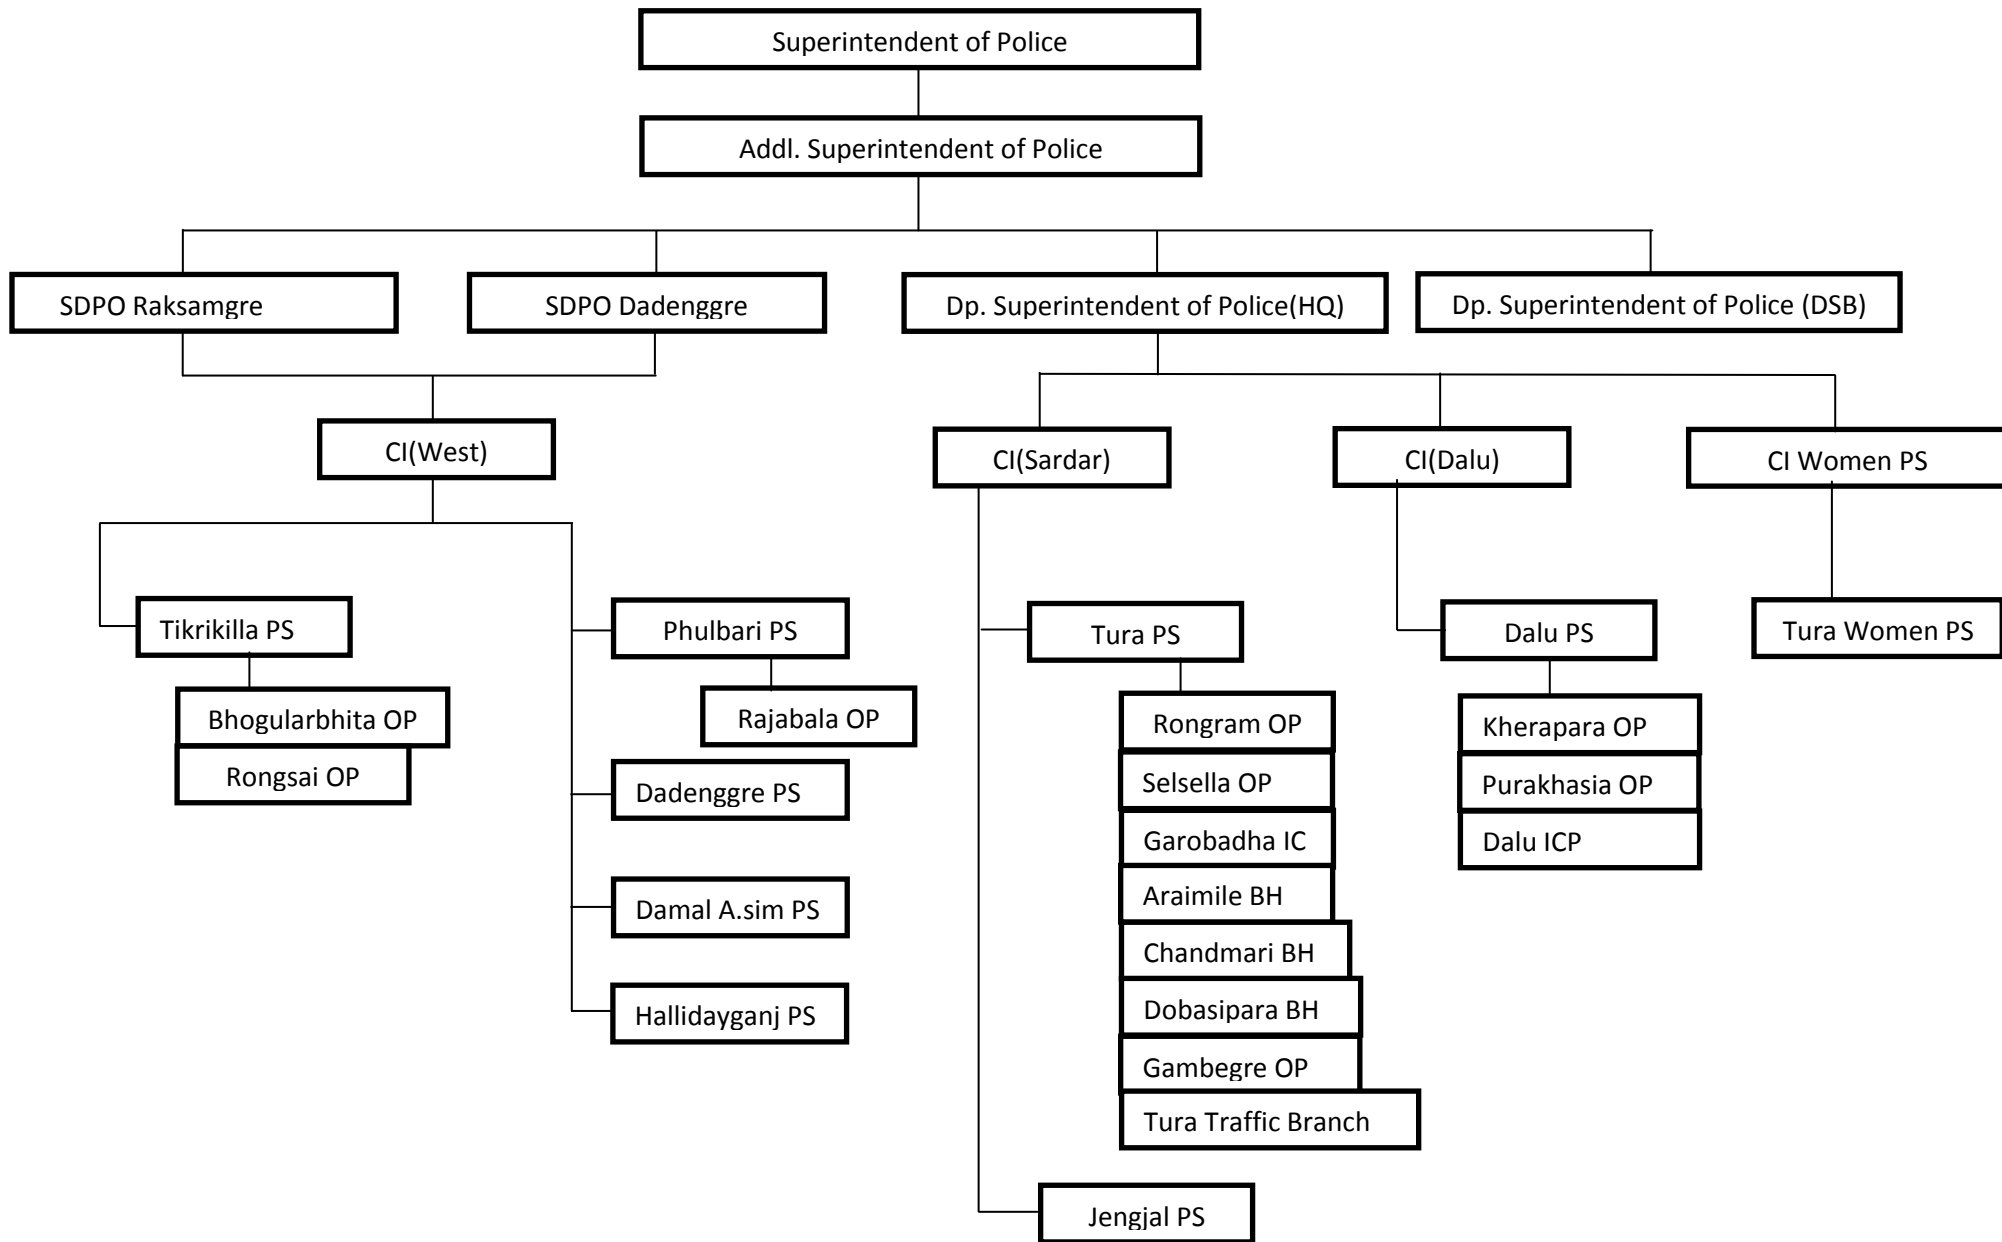 Superintendent of Police
Addl. Superintendent of Police
SDPO Raksamgre
SDPO Dadenggre
Dp. Superintendent of Police(HQ)
Dp. Superintendent of Police (DSB)
CI(West)
CI(Sardar)
CI(Dalu)
CI Women PS
Tikrikilla PS
Bhogularbhita OP
Rongsai OP
Phulbari PS
Rajabala OP
Dadenggre PS
Damal A.sim PS
Hallidayganj PS
Tura PS
Rongram OP
Selsella OP
Garobadha IC
Araimile BH
Chandmari BH
Dobasipara BH
Gambegre OP
Tura Traffic Branch
Jengjal PS
Dalu PS
Kherapara OP
Purakhasia OP
Dalu ICP
Tura Women PS